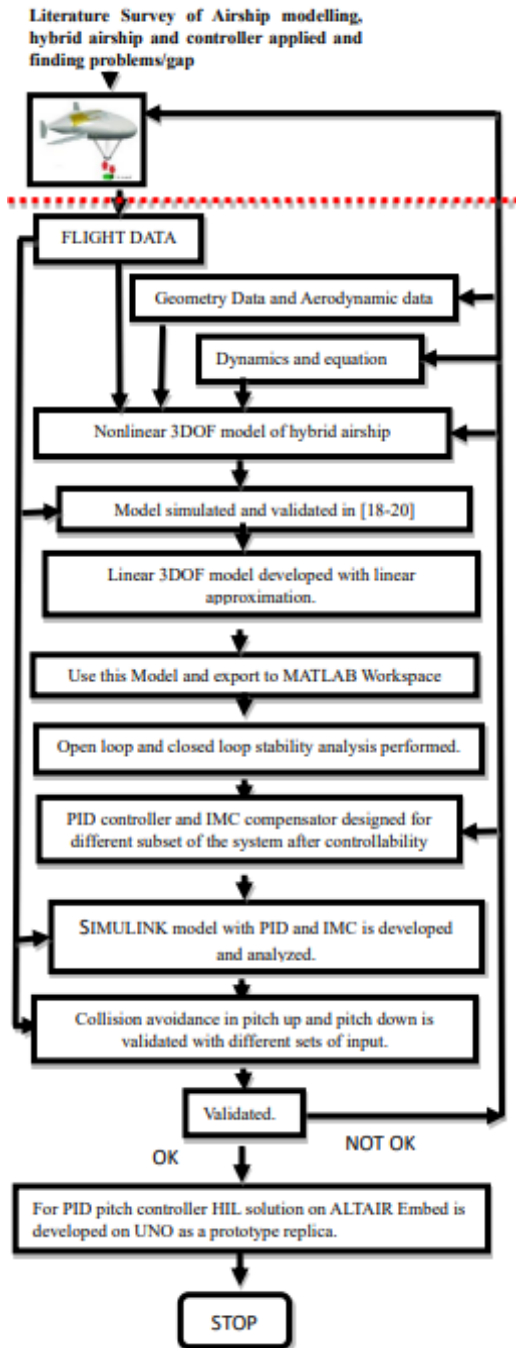 Literature Survey of Airship modelling,
hybrid airship and controller applied and
finding problems/gap
FLIGHT DATA
Geometry Data and Aerodynamic data
Dynamics and equation
Nonlinear 3DOF model of hybrid airship
Model simulated and validated in [18-20]
Linear 3DOF model developed with linear
approximation.
Use this Model and export to MATLAB Workspace
Open loop and closed loop stability analysis performed.
PID controller and IMC compensator designed for
different subset of the system after controllability
SIMULINK model with PID and IMC is developed
and analyzed.
Collision avoidance in pitch up and pitch down is
validated with different sets of input.
Validated.
NOT OK
OK
For PID pitch controller HIL solution on ALTAIR Embed is
developed on UNO as a prototype replica.
STOP